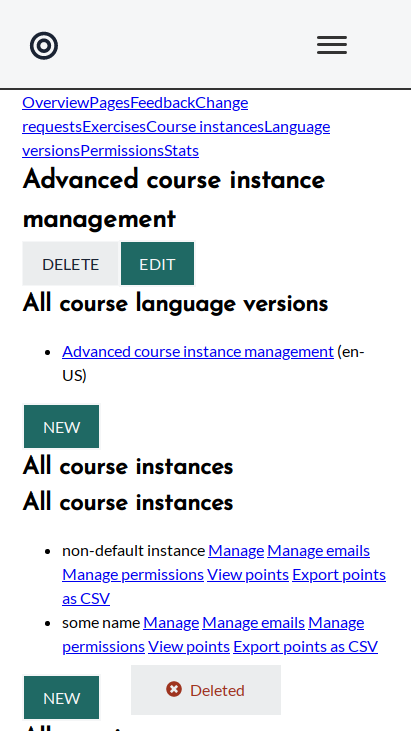 OverviewPagesFeedbackChange
requestsExercisesCourse instancesLanguage
versionsPermissionsStats
Advanced course instance
management
DELETE EDIT
All course language versions
Advanced course instance management (en-
US)
NEW
All course instances
All course instances
non-default instance Manage Manage emails
Manage permissions View points Export points
as CSV
some name Manage Manage emails Manage
permissions View points Export points as CSV
NEW
Deleted